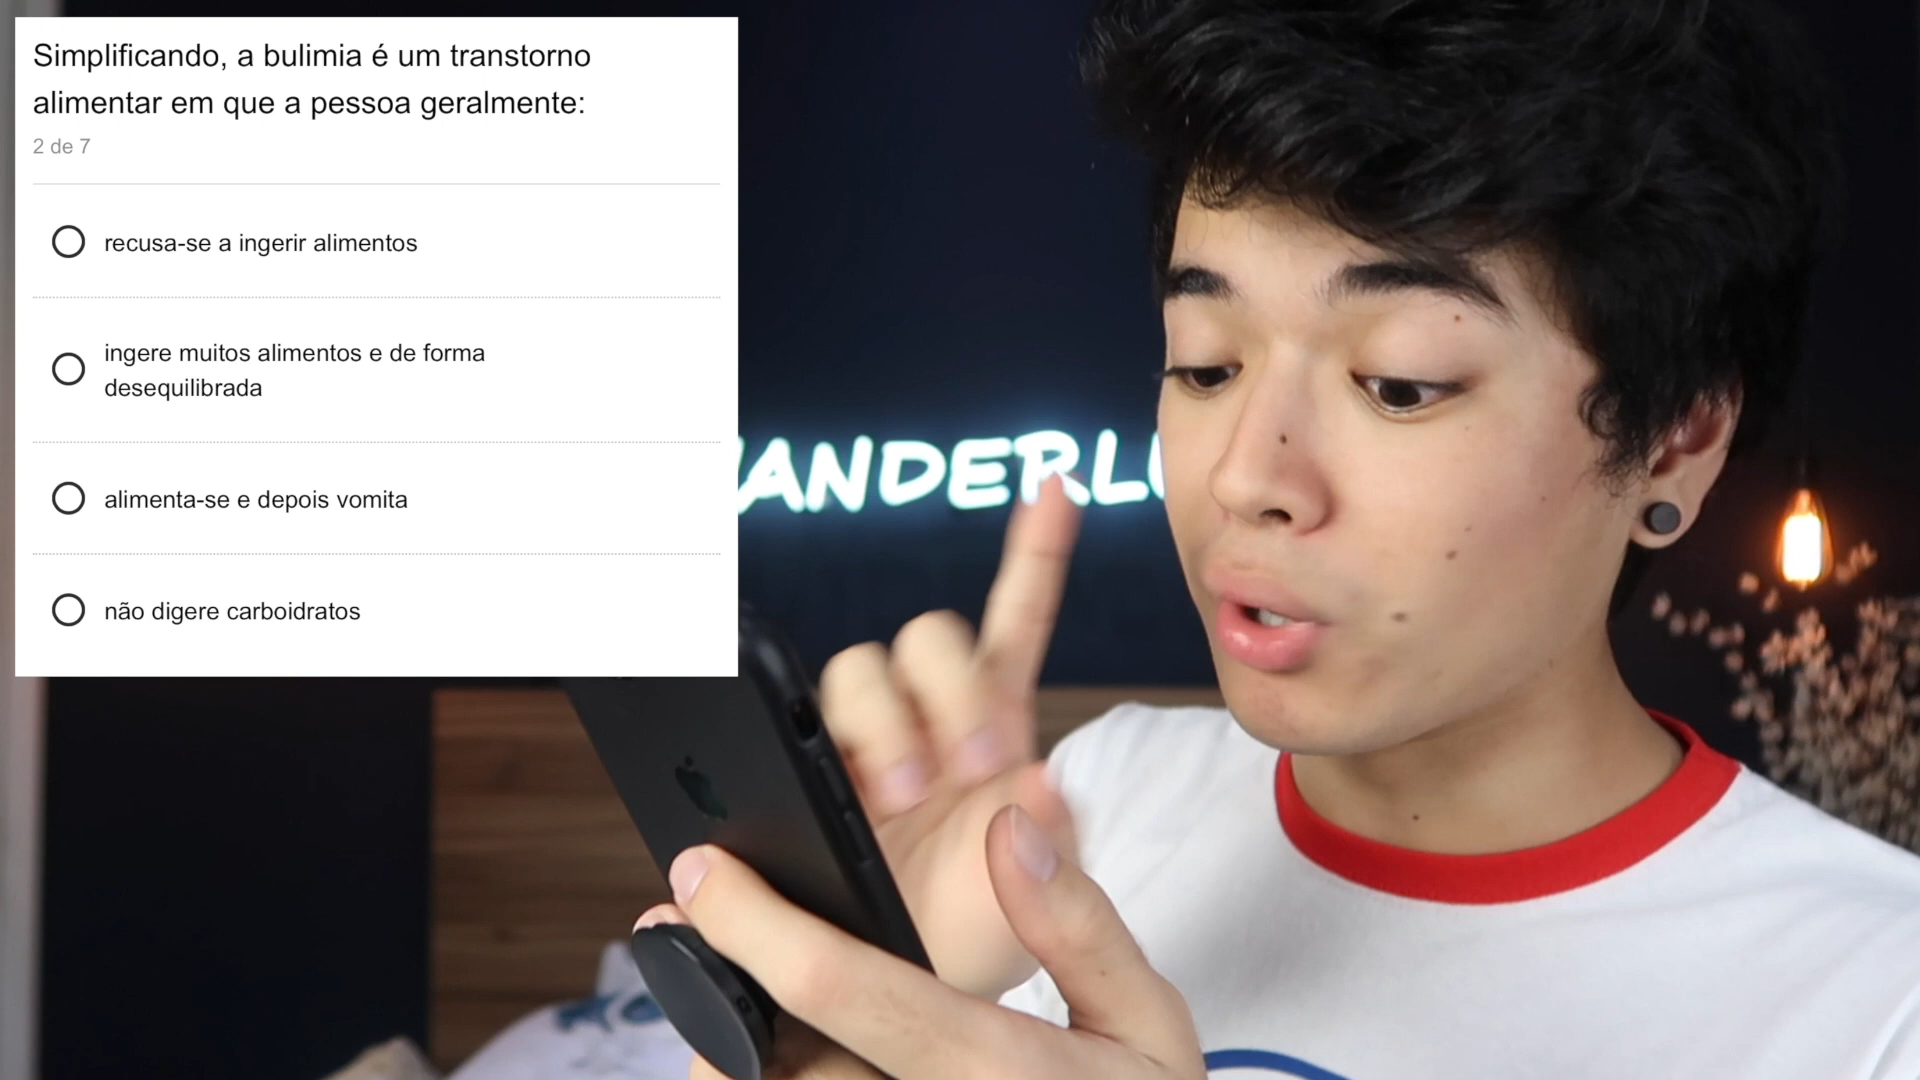 Simplificando, a bulimia é um transtorno
alimentar em que a pessoa geralmente:
2 de 7
recusa-se a ingerir alimentos
ingere muitos alimentos e de forma
desequilibrada
alimenta-se e depois vomita
não digere carboidratos